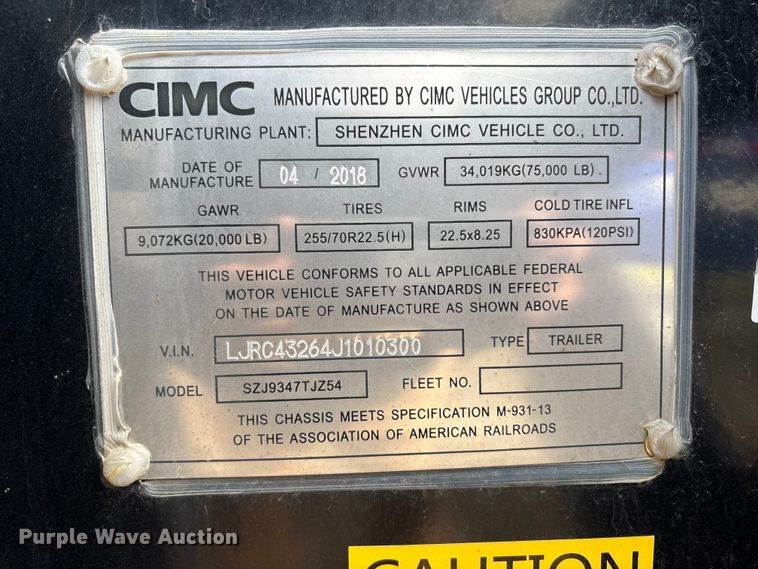 CIMC MANUFACTURED BY CIMC VEHICLES GROUP CO.,LTD.
MANUFACTURING PLANT: SHENZHEN CIMC VEHICLE CO., LTD.
DATE OF MANUFACTURE 04 / 2018 GVWR 34,019KG(75,000 LB)
GAWR TIRES RIMS COLD TIRE INFL
9,072KG(20,000 LB) 255/70R22.5(H) 22.5x8.25 830KPA(120PSI)
THIS VEHICLE CONFORMS TO ALL APPLICABLE FEDERAL
MOTOR VEHICLE SAFETY STANDARDS IN EFFECT
ON THE DATE OF MANUFACTURE AS SHOWN ABOVE
V.I.N. LJRC43264J1010300 TYPE TRAILER
MODEL SZJ9347TJZ54 FLEET NO.
THIS CHASSIS MEETS SPECIFICATION M-931-13
OF THE ASSOCIATION OF AMERICAN RAILROADS
Purple Wave Auction
CAUTION